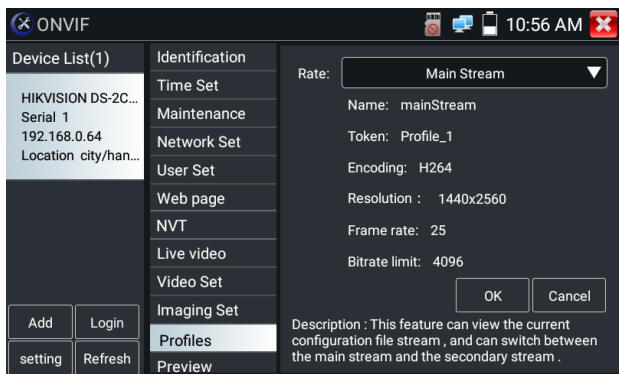 ONVIF
10:56 AM
Device List(1)
HIKVISION DS-2C...
Serial 1
192.168.0.64
Location city/han...
Add
Login
setting
Refresh
Identification
Time Set
Maintenance
Network Set
User Set
Web page
NVT
Live video
Video Set
Imaging Set
Profiles
Preview
Rate: Main Stream
Name: mainStream
Token: Profile_1
Encoding: H264
Resolution : 1440x2560
Frame rate: 25
Bitrate limit: 4096
OK
Cancel
Description : This feature can view the current
configuration file stream , and can switch between
the main stream and the secondary stream .